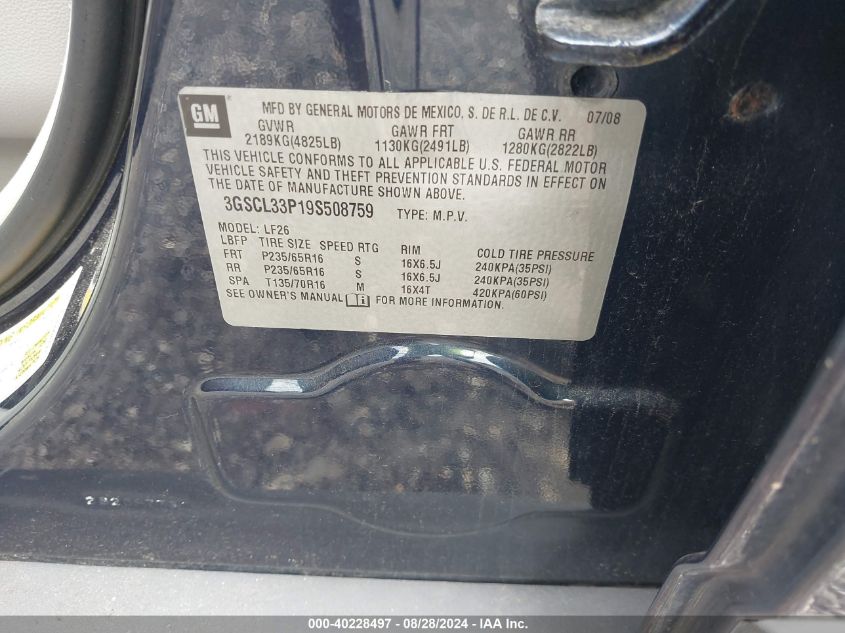 GM
MFD BY GENERAL MOTORS DE MEXICO, S. DE R.L. DE C.V. 07/08
GVWR GAWR FRT GAWR RR
2189KG(4825LB) 1130KG(2491LB) 1280KG(2822LB)
THIS VEHICLE CONFORMS TO ALL APPLICABLE U.S. FEDERAL MOTOR
VEHICLE SAFETY AND THEFT PREVENTION STANDARDS IN EFFECT ON
THE DATE OF MANUFACTURE SHOWN ABOVE.
3GSCL33P19S508759 TYPE: M.P.V.
MODEL: LF26
LBFP TIRE SIZE SPEED RTG RIM COLD TIRE PRESSURE
FRT P235/65R16 S 16X6.5J 240KPA(35PSI)
RR P235/65R16 S 16X6.5J 240KPA(35PSI)
SPA T135/70R16 M 16X4T 420KPA(60PSI)
SEE OWNER'S MANUAL FOR MORE INFORMATION.
000-40228497 - 08/28/2024 - IAA Inc.